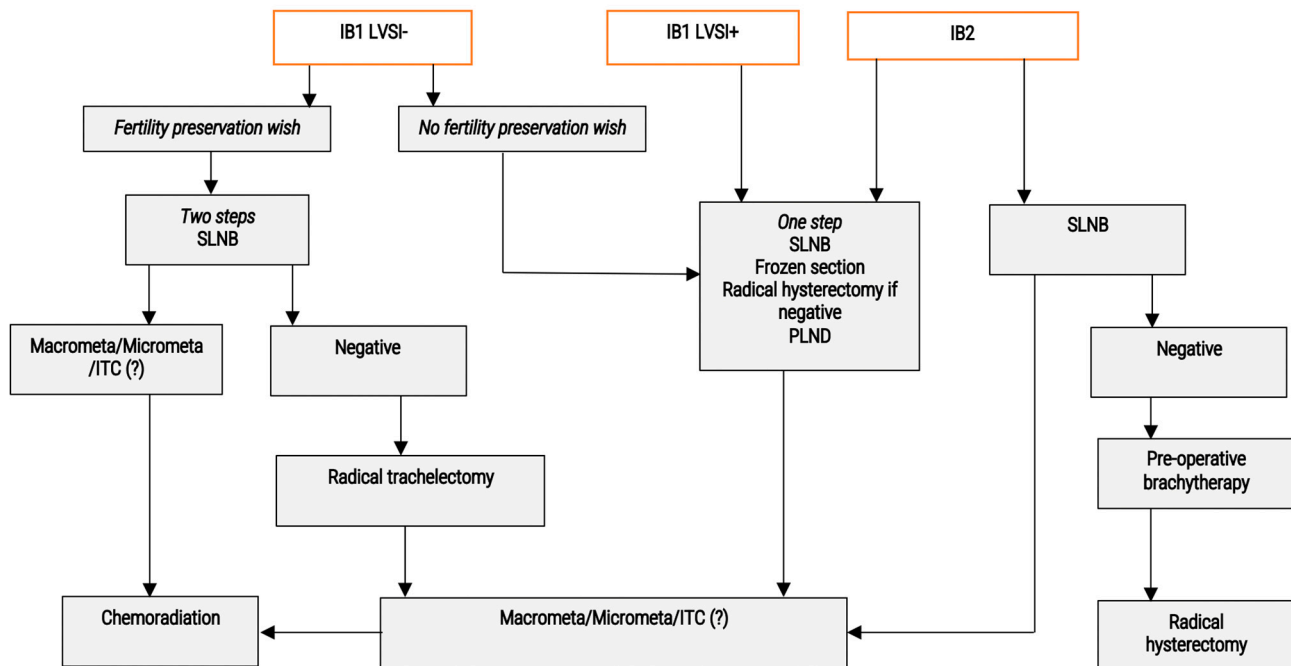 IB1 LVSI-
IB1 LVSI+
IB2
Fertility preservation wish
No fertility preservation wish
Two steps
SLNB
One step
SLNB
Frozen section
Radical hysterectomy if
negative
PLND
SLNB
Macrometa/Micrometa
/ITC (?)
Negative
Negative
Radical trachelectomy
Pre-operative
brachytherapy
Chemoradiation
Macrometa/Micrometa/ITC (?)
Radical
hysterectomy